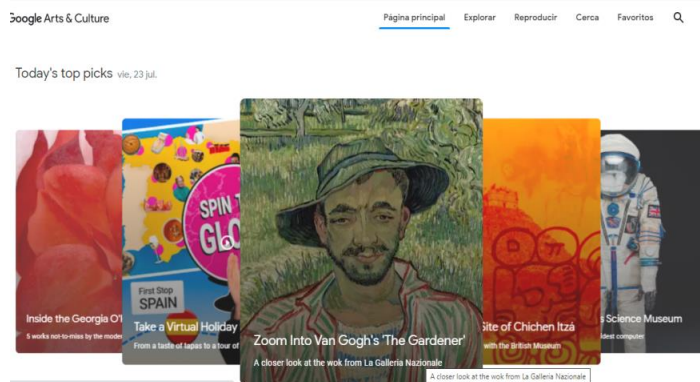 Google Arts & Culture
Página principal
Explorar
Reproducir
Cerca
Favoritos
Today's top picks vie, 23 jul.
Inside the Georgia O'
5 works not-to-miss by the moder
SPIN
GLO
First Stop
SPAIN
Take a Virtual Holiday
From a taste of tapas to a tour of
Zoom Into Van Gogh's 'The Gardener'
A closer look at the wok from La Galleria Nazionale
Site of Chichen Itzá
with the British Museum
Science Museum
ldest computer
A closer look at the wok from La Galleria Nazionale